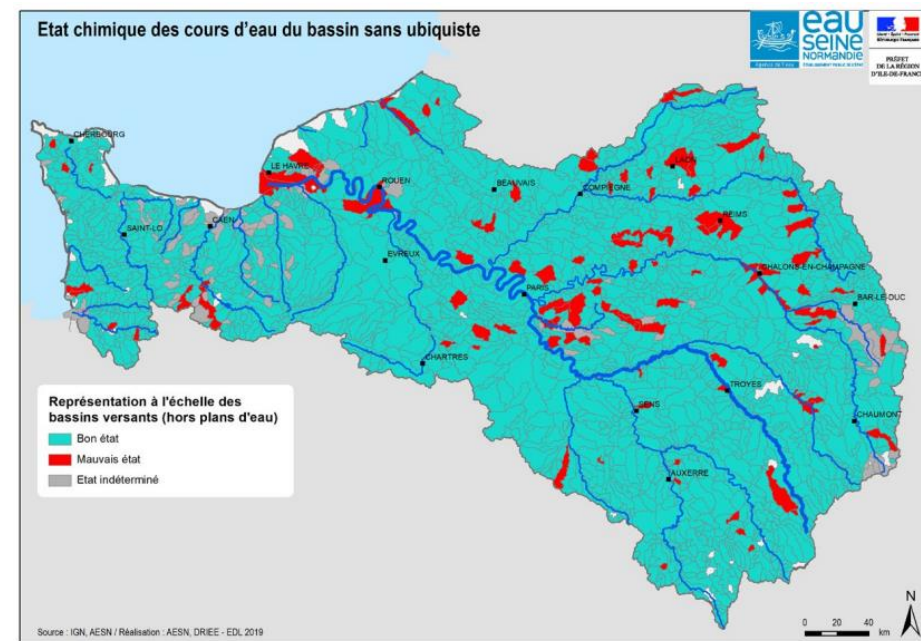 Etat chimique des cours d'eau du bassin sans ubiquiste
eau
SEINE
NORMANDIE
PRÉFET
DE LA RÉGION
D'ILE-DE-FRANCE
CHERBOURG
LE HAVRE
ROUEN
BEAUVAIS
COMPIEGNE
LAON
SAINT-LO
CAEN
REIMS
EVREUX
CHALONS-EN-CHAMPAGNE
PARIS
BAR-LE-DUC
CHARTRES
TROYES
SENS
CHAUMONT
AUXERRE
Représentation à l'échelle des
bassins versants (hors plans d'eau)
Bon état
Mauvais état
Etat indéterminé
N
0 20 40
km
Source : IGN, AESN / Réalisation : AESN, DRIEE - EDL 2019